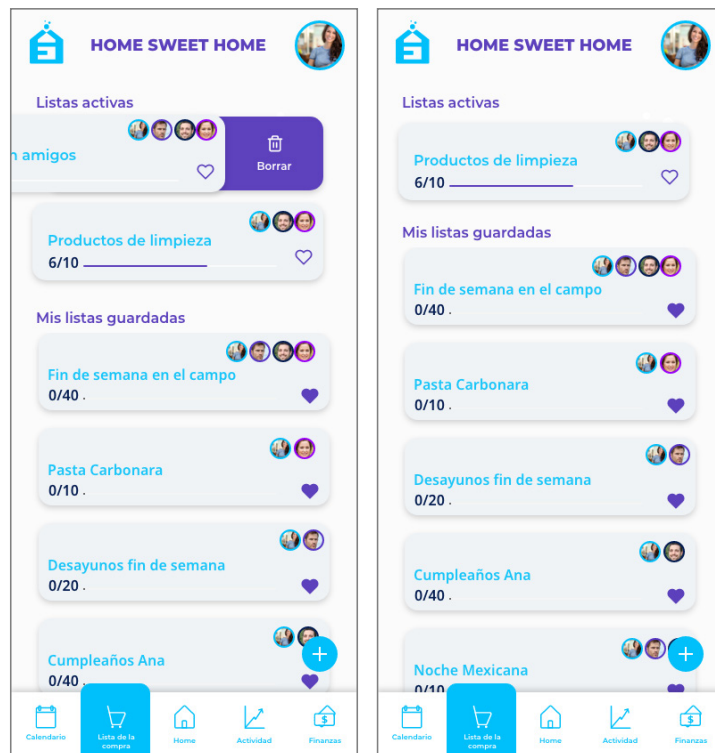 HOME SWEET HOME
Listas activas
n amigos
Borrar
Productos de limpieza
6/10
Mis listas guardadas
Fin de semana en el campo
0/40 .
Pasta Carbonara
0/10 .
Desayunos fin de semana
0/20 .
Cumpleaños Ana
0/40 .
+
Calendario
Lista de la
compra
Home
Actividad
$
Finanzas
HOME SWEET HOME
Listas activas
Productos de limpieza
6/10
Mis listas guardadas
Fin de semana en el campo
0/40 .
Pasta Carbonara
0/10 .
Desayunos fin de semana
0/20 .
Cumpleaños Ana
0/40 .
Noche Mexicana
0/10 .
+
Calendario
Lista de la
compra
Home
Actividad
$
Finanzas